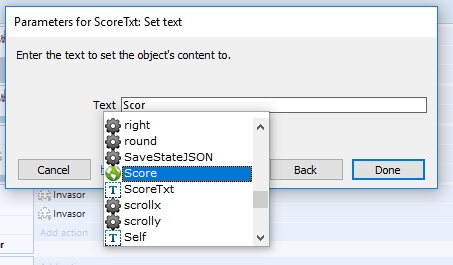 Parameters for ScoreTxt: Set text
Enter the text to set the object's content to.
Text Scor
right
round
SaveStateJSON
Score
ScoreTxt
scrollx
scrolly
Self
Cancel
Back
Done
Invasor
Invasor
Add action